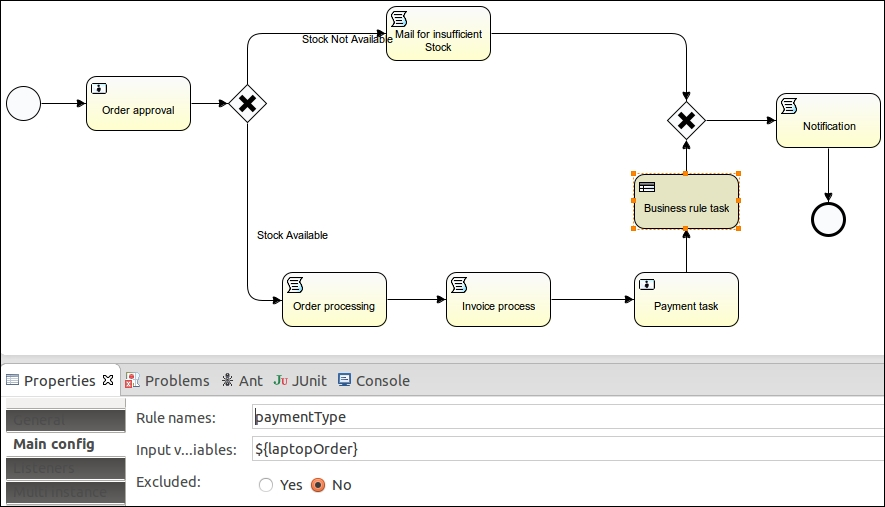 Stock Not Available
Mail for insufficient
Stock
Order approval
Notification
Business rule task
Stock Available
Order processing
Invoice process
Payment task
Properties
Problems
Ant
JUnit
Console
General
Rule names:
paymentType
Main config
Input v...iables:
${laptopOrder}
Listeners
Excluded:
Yes
No
Multi instance